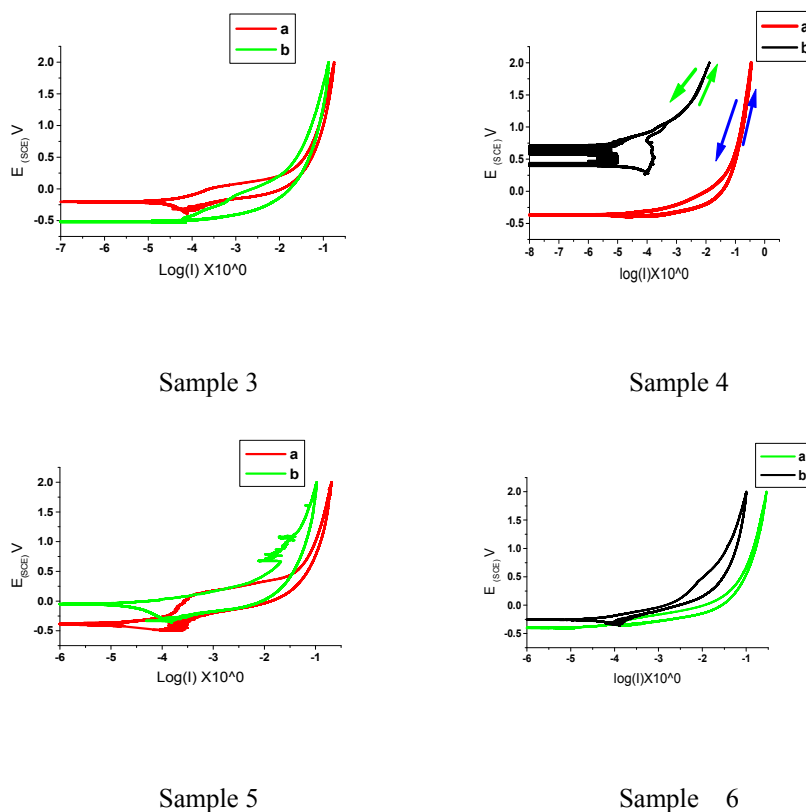 a
b
2.0
1.5
1.0
0.5
0.0
-0.5
E (SCE) V
-7 -6 -5 -4 -3 -2 -1
Log(I) X10^0
Sample 3
a
b
2.0
1.5
1.0
0.5
0.0
-0.5
E (SCE) V
-8 -7 -6 -5 -4 -3 -2 -1 0
log(I)X10^0
Sample 4
a
b
2.0
1.5
1.0
0.5
0.0
-0.5
E(SCE) V
-6 -5 -4 -3 -2 -1
Log(I) X10^0
Sample 5
a
b
2.0
1.5
1.0
0.5
0.0
-0.5
E (SCE) V
-6 -5 -4 -3 -2 -1
log(I)X10^0
Sample 6